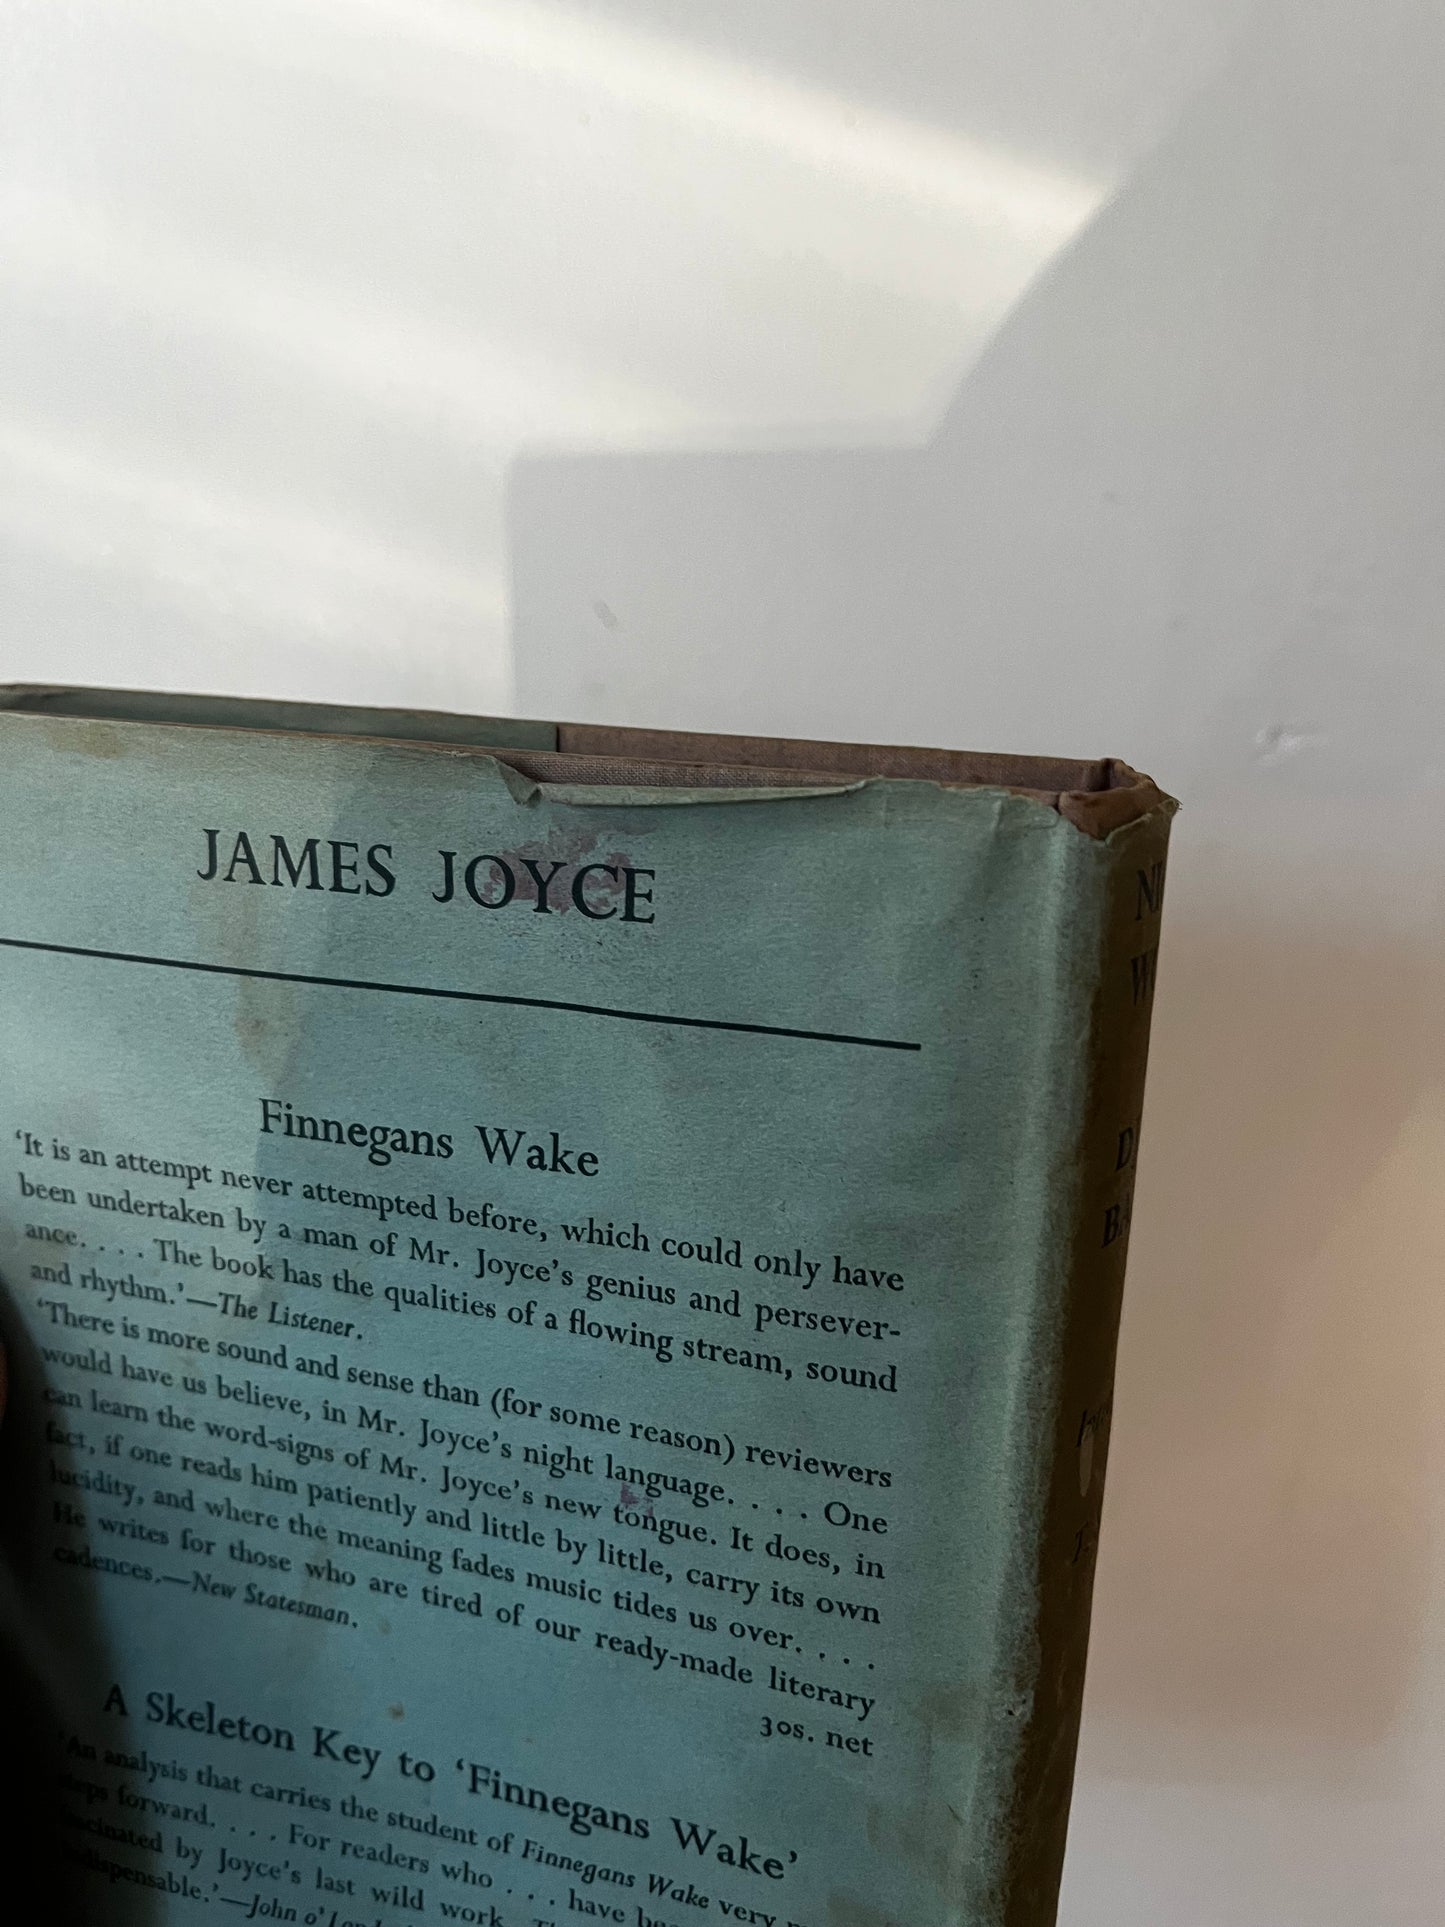 JAMES JOYCE
Finnegans Wake
‘It is an attempt never attempted before, which could only have
been undertaken by a man of Mr. Joyce’s genius and persever-
ance. . . . The book has the qualities of a flowing stream, sound
and rhythm.’—The Listener.
‘There is more sound and sense than (for some reason) reviewers
would have us believe, in Mr. Joyce’s night language. . . . One
can learn the word-signs of Mr. Joyce’s new tongue. It does, in
fact, if one reads him patiently and little by little, carry its own
lucidity, and where the meaning fades music tides us over. . . .
He writes for those who are tired of our ready-made literary
cadences.—New Statesman.
30s. net
A Skeleton Key to ‘Finnegans Wake’
‘An analysis that carries the student of Finnegans Wake very
steps forward. . . . For readers who . . . have
fascinated by Joyce’s last wild work
indispensable.’—John o’